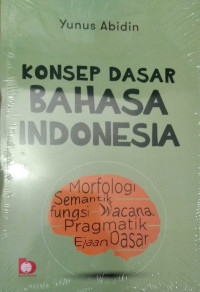 Yunus Abidin
KONSEP DASAR
BAHASA
INDONESIA
Morfologi
Semantik
fungsi Wacana
Pragmatik
Ejaan Dasar